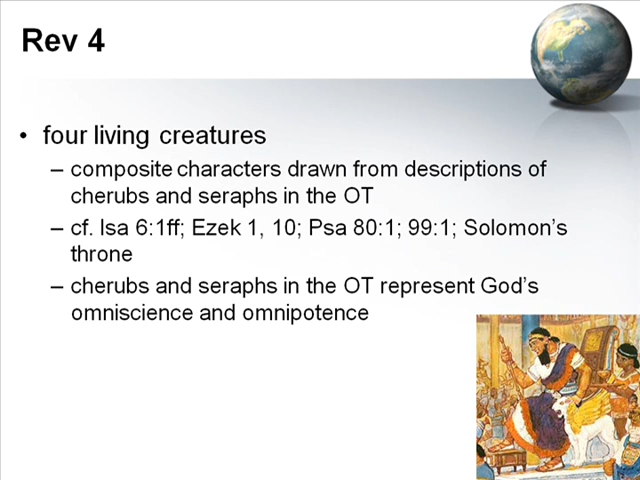 Rev 4
• four living creatures
– composite characters drawn from descriptions of
cherubs and seraphs in the OT
– cf. Isa 6:1ff; Ezek 1, 10; Psa 80:1; 99:1; Solomon’s
throne
– cherubs and seraphs in the OT represent God’s
omniscience and omnipotence